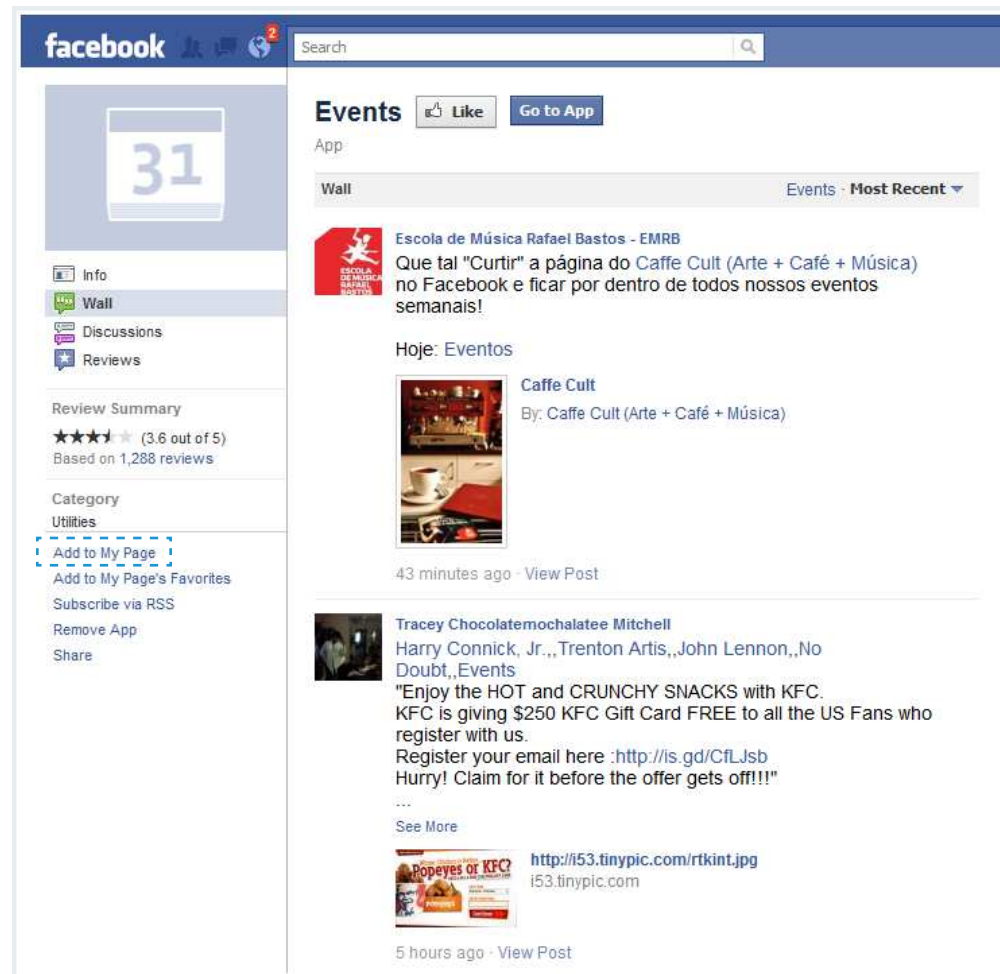 facebook
2
Search
31
Events Like Go to App
App
Wall Events · Most Recent
Info
Wall
Discussions
Reviews
Review Summary
(3.6 out of 5)
Based on 1,288 reviews
Category
Utilities
Add to My Page
Add to My Page's Favorites
Subscribe via RSS
Remove App
Share
ESCOLA
DE MÚSICA
RAFAEL
BASTOS
Escola de Música Rafael Bastos - EMRB
Que tal "Curtir" a página do Caffe Cult (Arte + Café + Música)
no Facebook e ficar por dentro de todos nossos eventos
semanais!
Hoje: Eventos
Caffe Cult
By: Caffe Cult (Arte + Café + Música)
43 minutes ago · View Post
Tracey Chocolatemochalatee Mitchell
Harry Connick, Jr.,,Trenton Artis,,John Lennon,,No
Doubt,,Events
"Enjoy the HOT and CRUNCHY SNACKS with KFC.
KFC is giving $250 KFC Gift Card FREE to all the US Fans who
register with us.
Register your email here :http://is.gd/CfLJsb
Hurry! Claim for it before the offer gets off!!!"
...
See More
Popeyes or KFC?
http://i53.tinypic.com/rtkint.jpg
i53.tinypic.com
5 hours ago · View Post